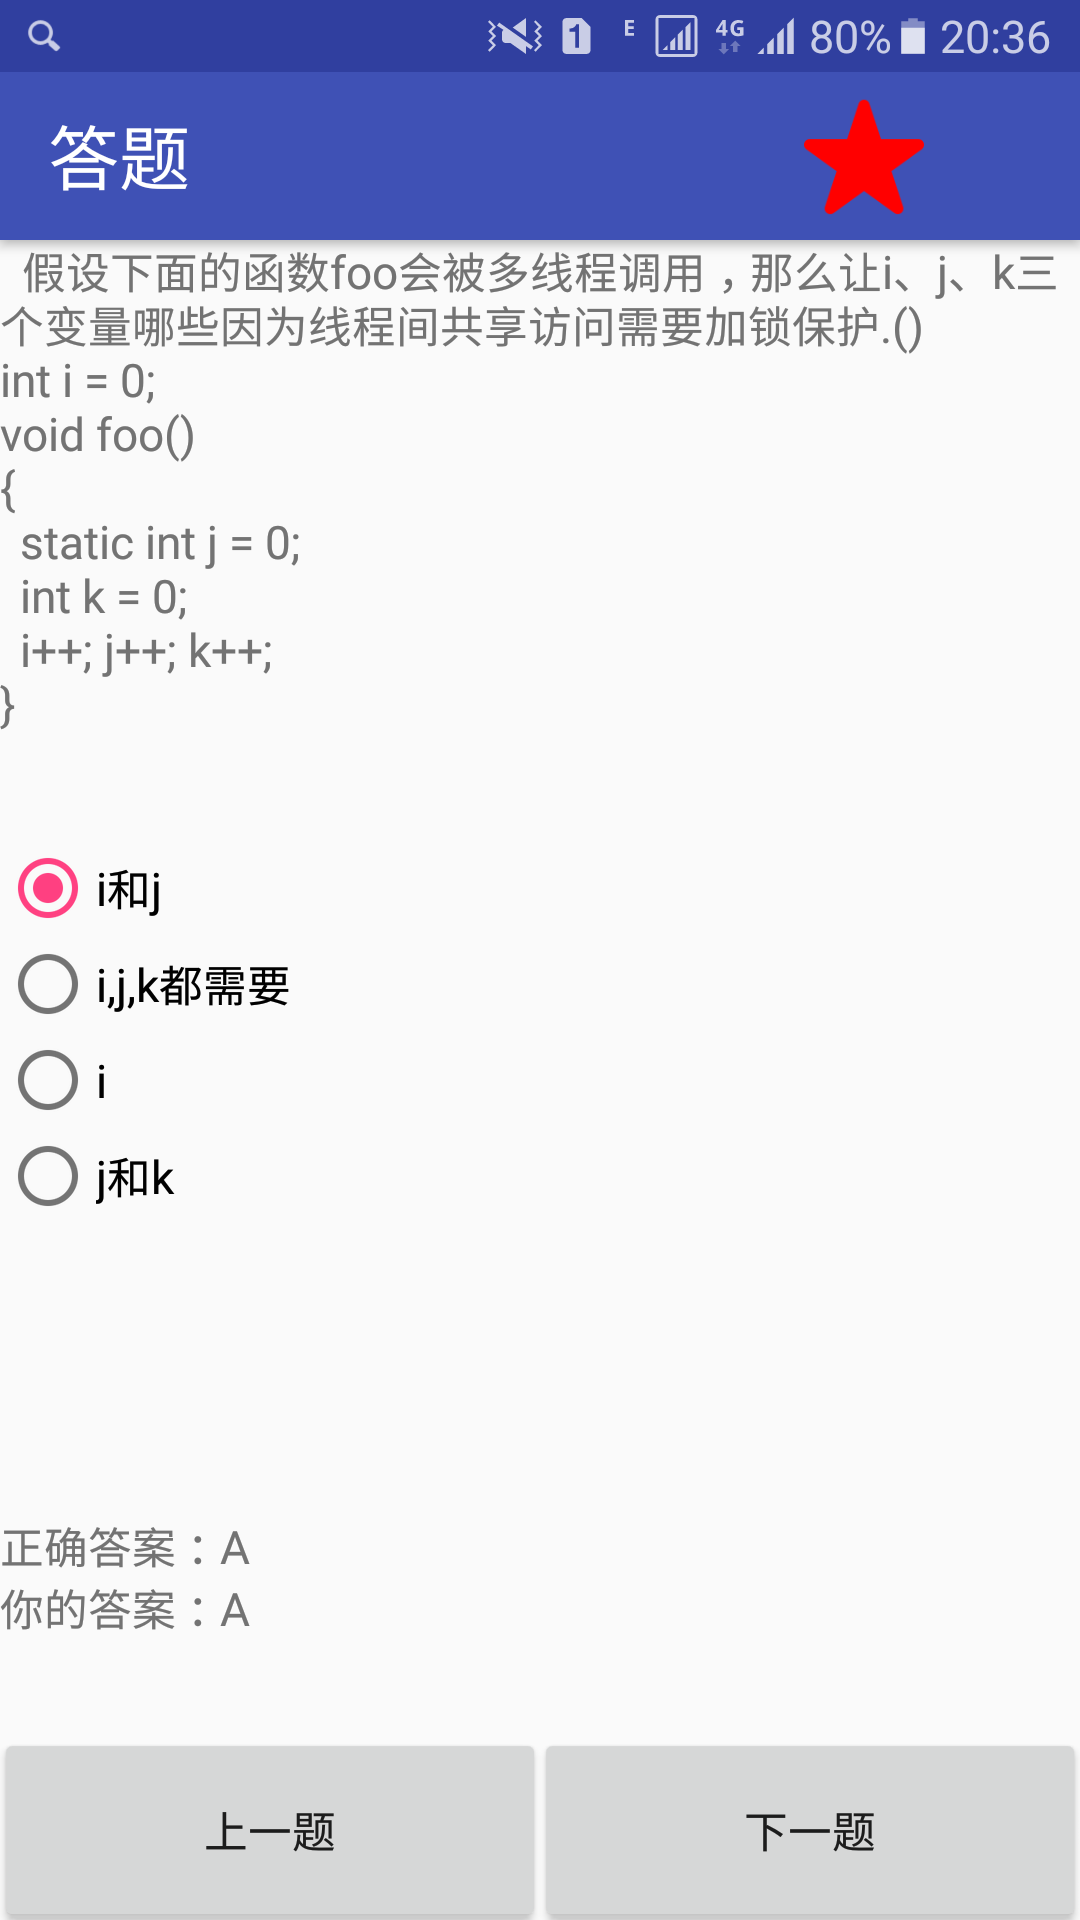 1 E 4G 80% 20:36
答题
假设下面的函数foo会被多线程调用，那么让i、j、k三
个变量哪些因为线程间共享访问需要加锁保护.()
int i = 0;
void foo()
{
static int j = 0;
int k = 0;
i++; j++; k++;
}
i和j
i,j,k都需要
i
j和k
正确答案：A
你的答案：A
上一题
下一题